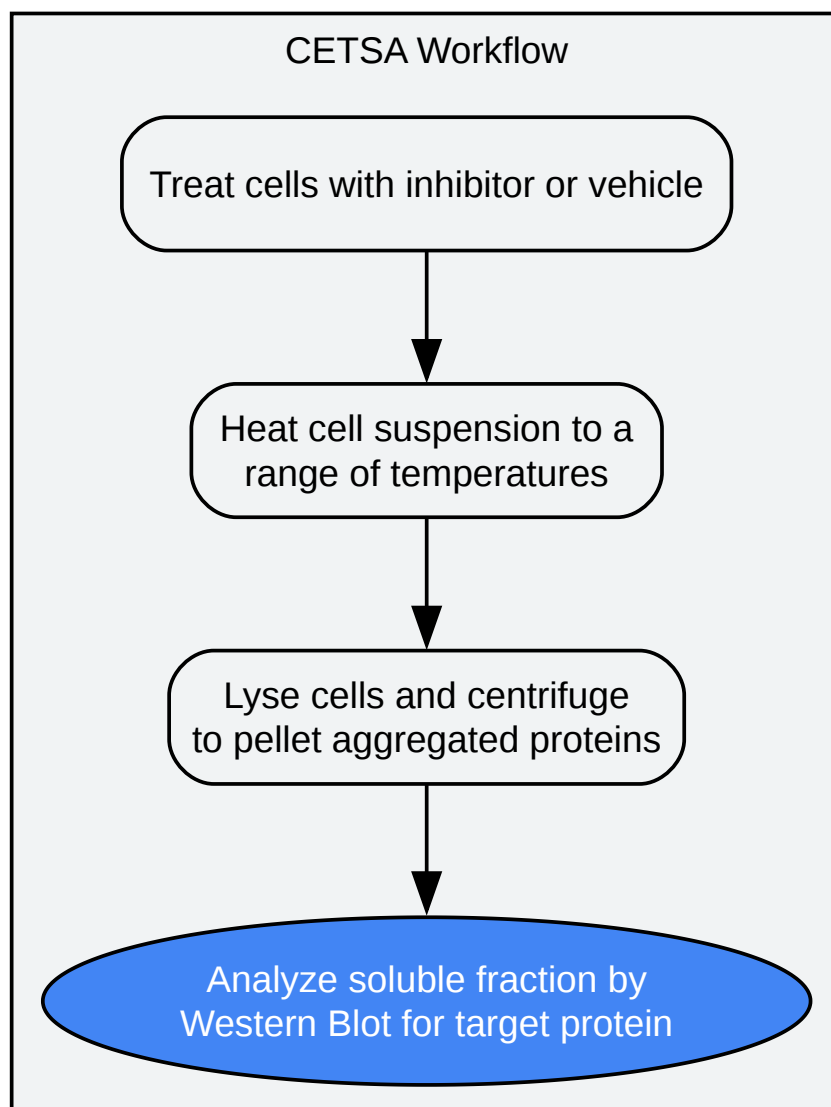 CETSA Workflow
Treat cells with inhibitor or vehicle
Heat cell suspension to a
range of temperatures
Lyse cells and centrifuge
to pellet aggregated proteins
Analyze soluble fraction by
Western Blot for target protein